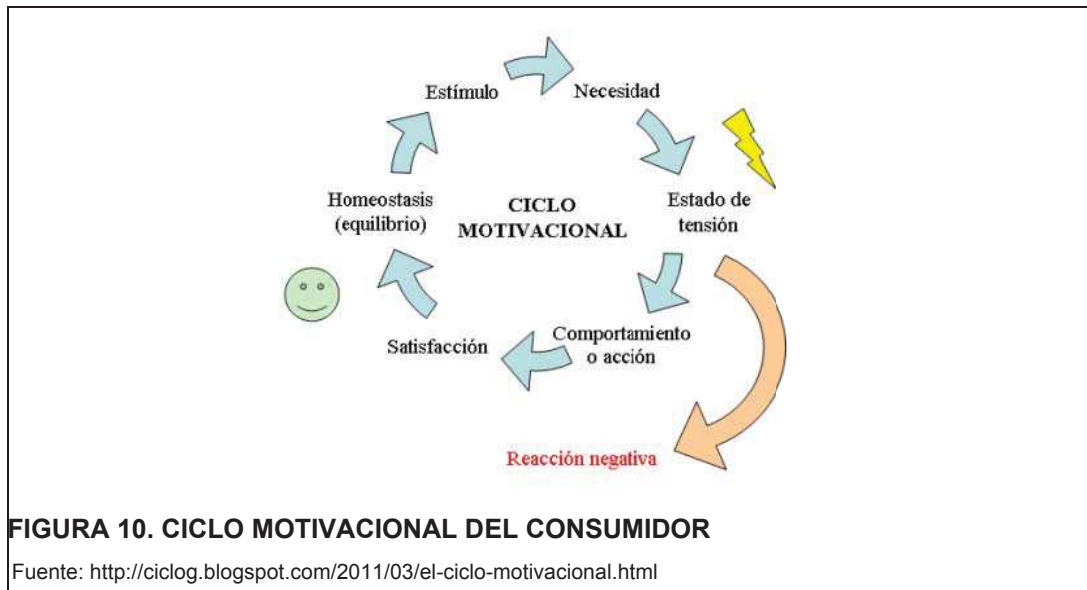 Estímulo
Necesidad
Homeostasis
(equilibrio)
CICLO
MOTIVACIONAL
Estado de
tensión
Satisfacción
Comportamiento
o acción
Reacción negativa
FIGURA 10. CICLO MOTIVACIONAL DEL CONSUMIDOR
Fuente: http://ciclog.blogspot.com/2011/03/el-ciclo-motivacional.html